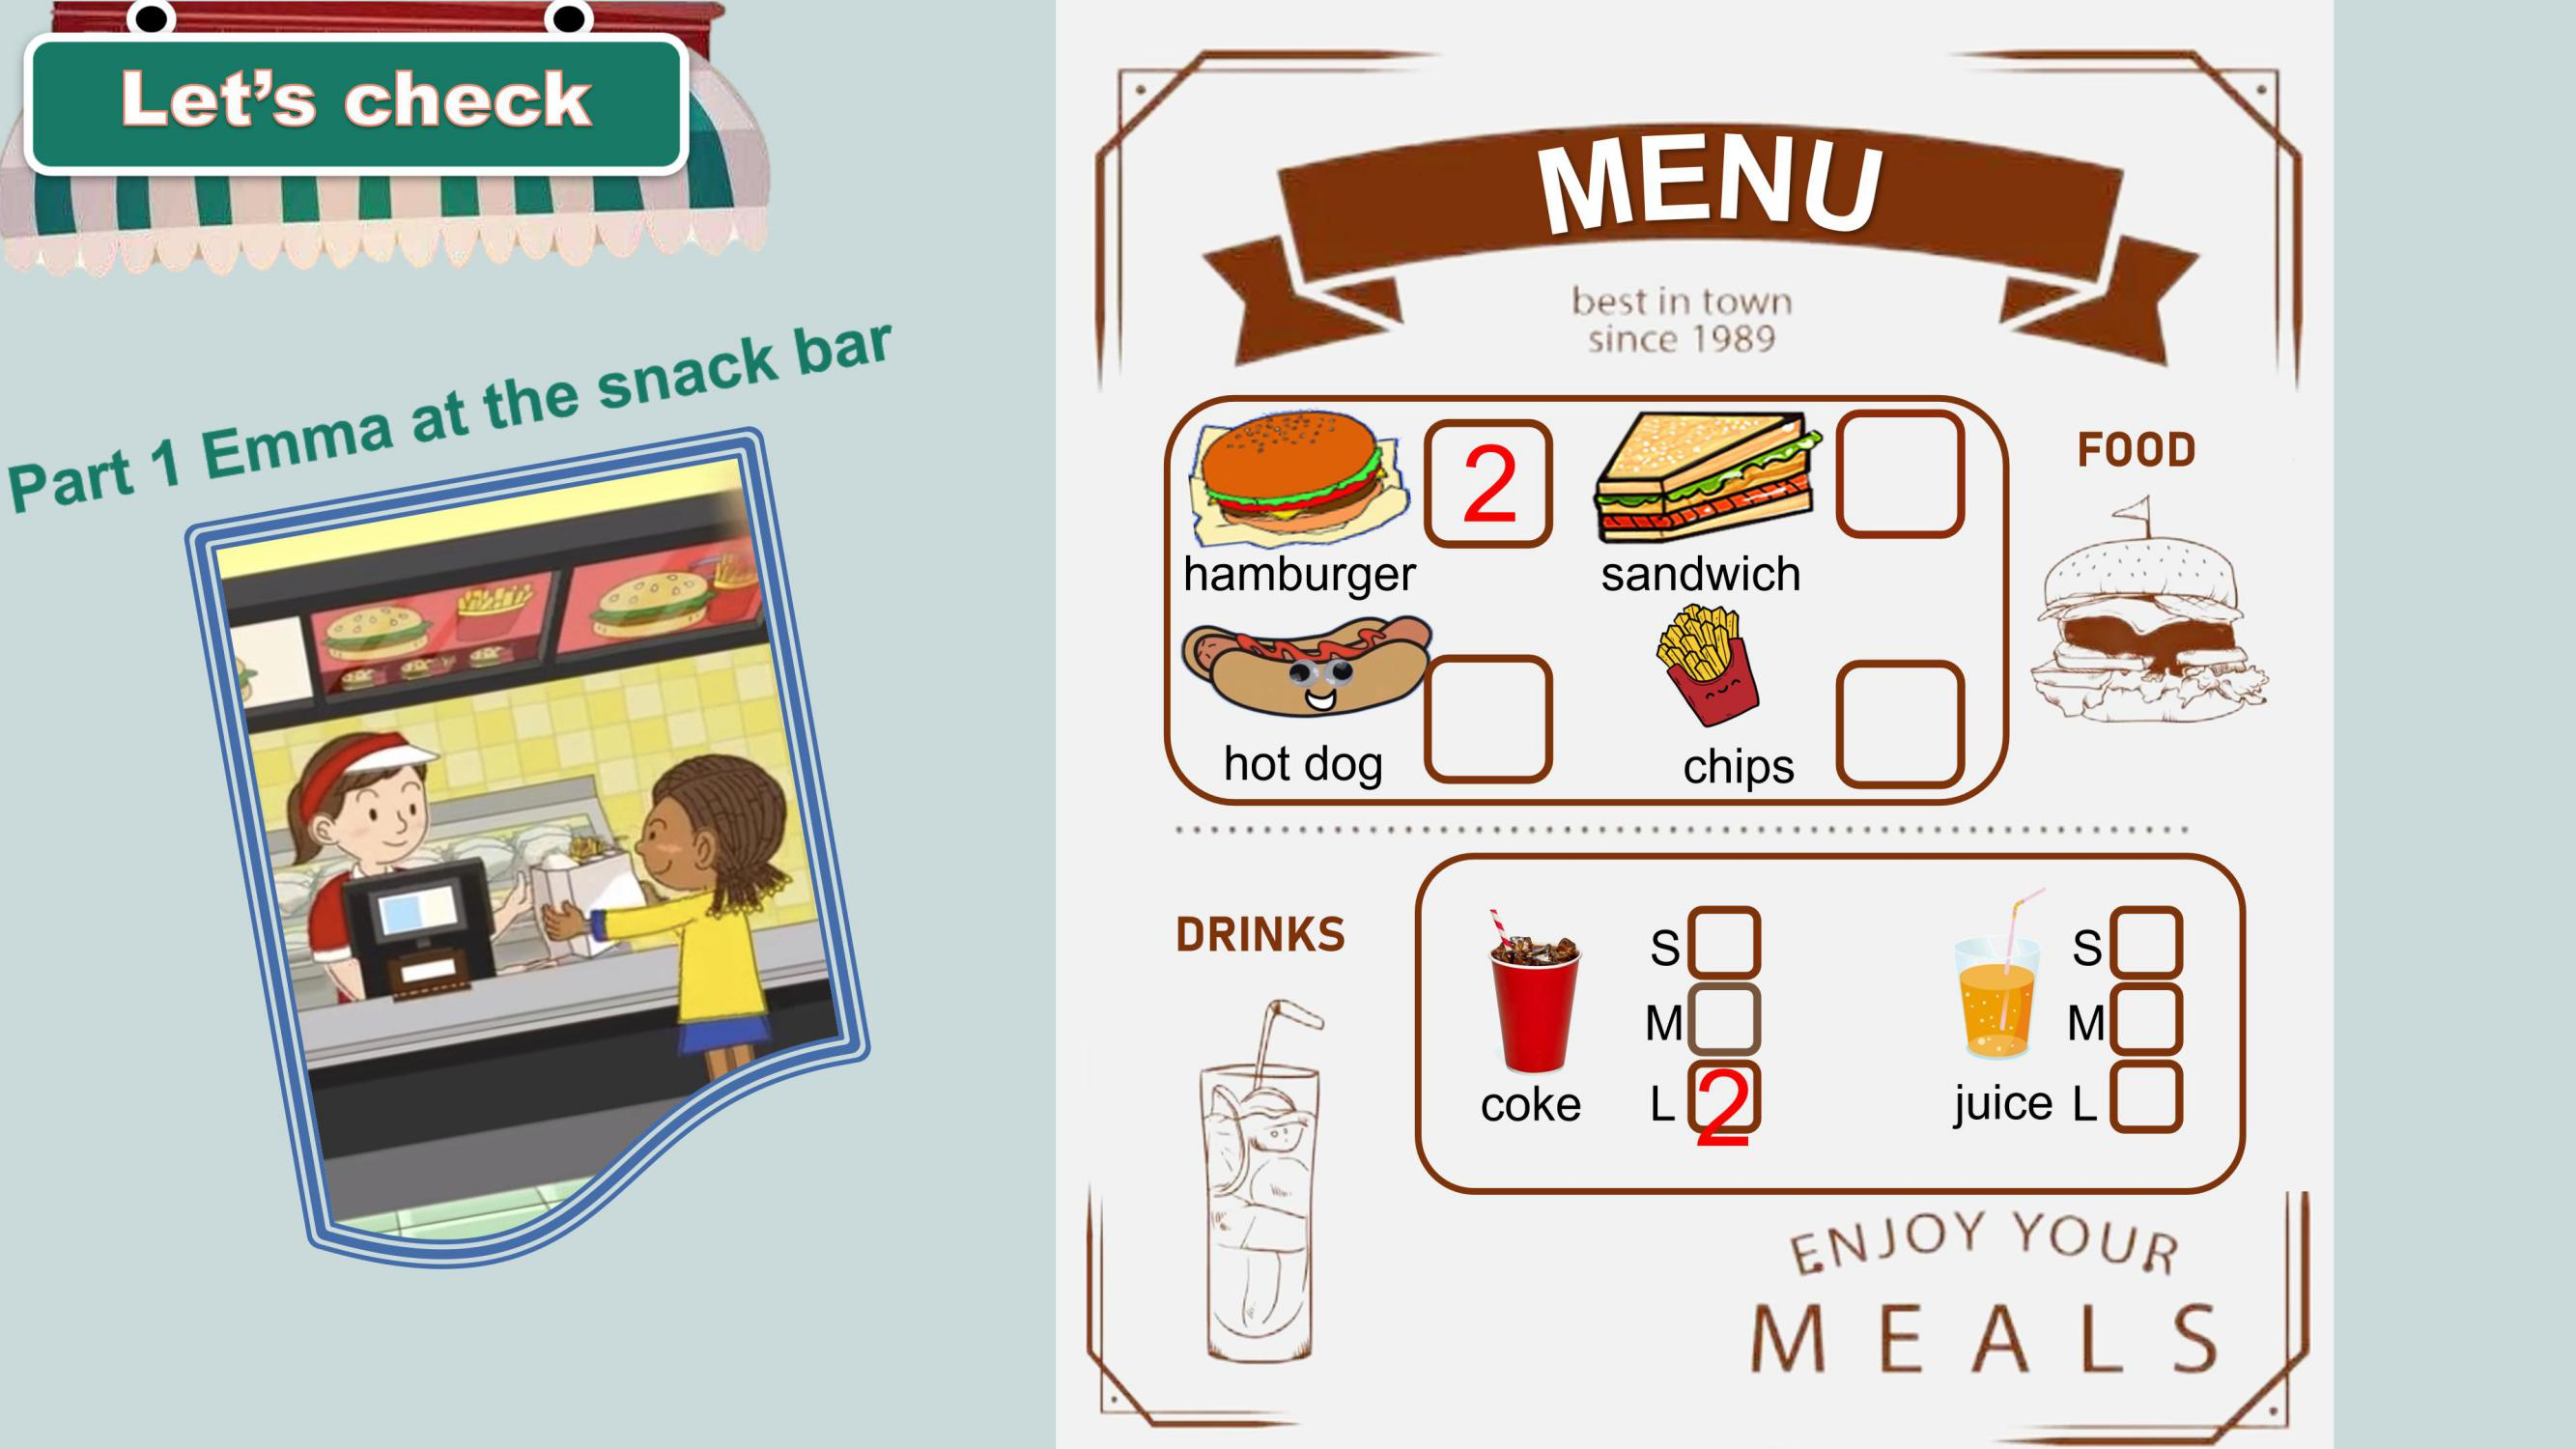 Let's check
Part 1 Emma at the snack bar
MENU
best in town
since 1989
FOOD
2
hamburger
sandwich
hot dog
chips
DRINKS
S
M
L 2
coke
S
M
L
juice
ENJOY YOUR
MEALS